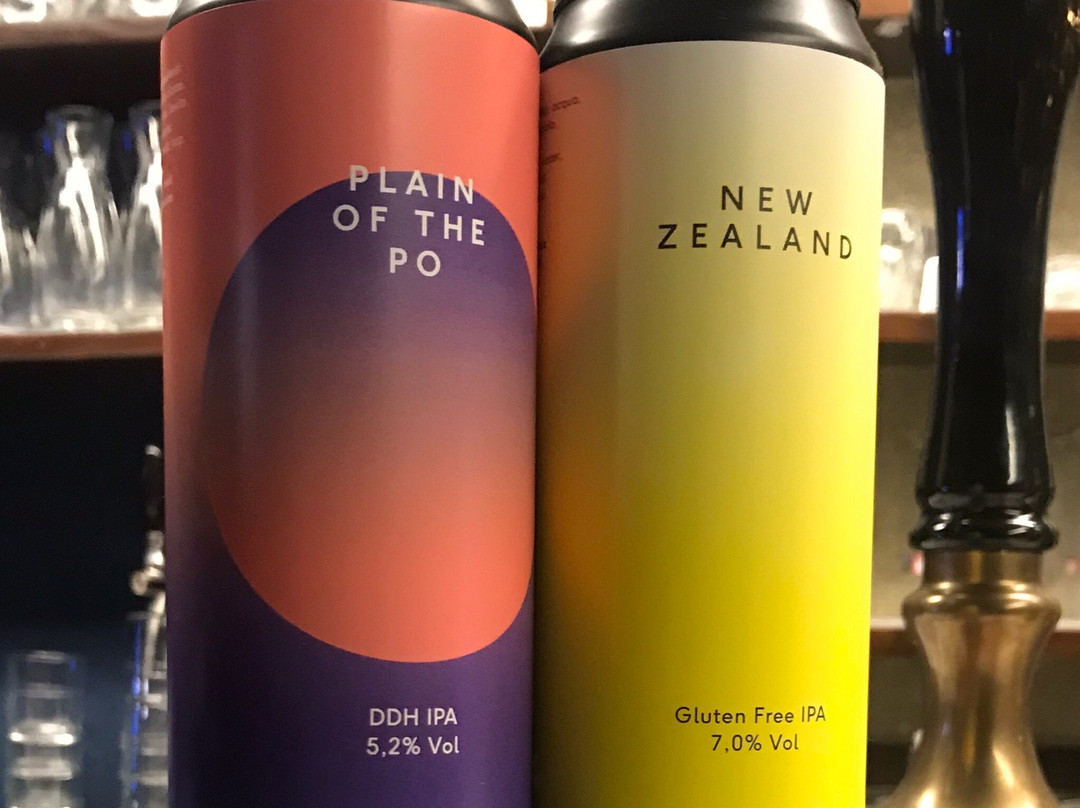 PLAIN
OF THE
PO
DDH IPA
5,2% Vol
NEW
ZEALAND
Gluten Free IPA
7,0% Vol